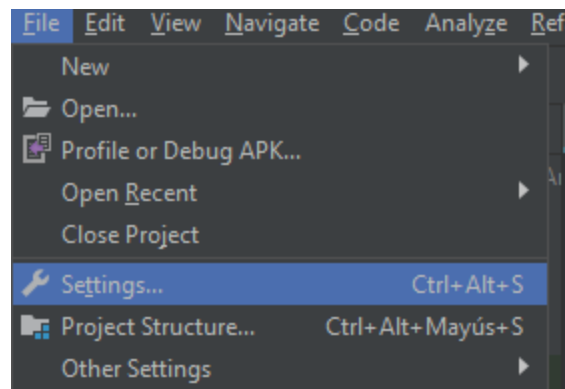 File Edit View Navigate Code Analyze Ref
New
Open...
Profile or Debug APK...
Open Recent
Close Project
Settings... Ctrl+Alt+S
Project Structure... Ctrl+Alt+Mayús+S
Other Settings